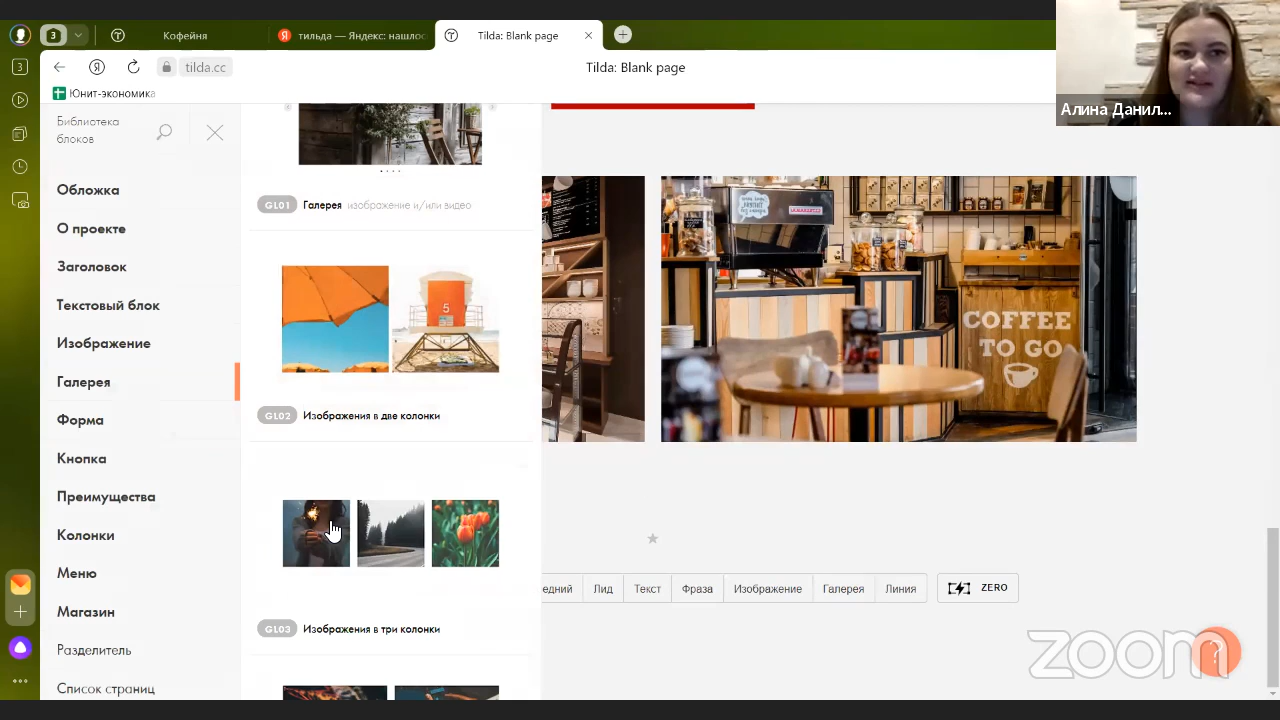 3
Кофейня
тильда — Яндекс: нашлос
Tilda: Blank page
tilda.cc
Tilda: Blank page
Юнит-экономика
Алина Данил...
3
Библиотека
блоков
Обложка
О проекте
Заголовок
Текстовый блок
Изображение
Галерея
Форма
Кнопка
Преимущества
Колонки
Меню
Магазин
Разделитель
Список страниц
GL01 Галерея изображение и/или видео
5
GL02 Изображения в две колонки
GL03 Изображения в три колонки
COFFEE
TO GO
едний Лид Текст Фраза Изображение Галерея Линия ZERO
zoom
?